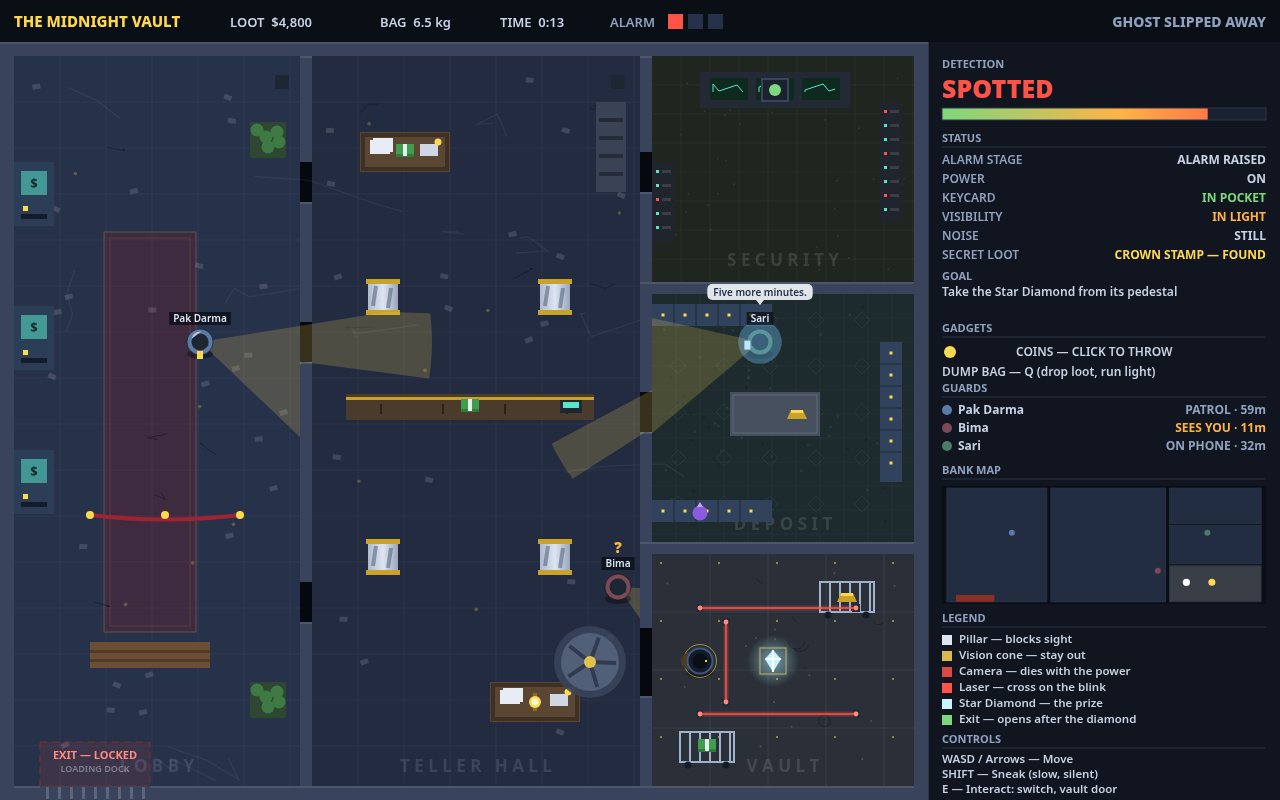 THE MIDNIGHT VAULT
LOOT $4,800
BAG 6.5 kg
TIME 0:13
ALARM
GHOST SLIPPED AWAY
$
$
$
Pak Darma
SECURITY
Five more minutes.
Sari
DEPOSIT
?
Bima
EXIT — LOCKED
LOADING DOCK
OBBY
TELLER HALL
VAULT
DETECTION
SPOTTED
STATUS
ALARM STAGE ALARM RAISED
POWER ON
KEYCARD IN POCKET
VISIBILITY IN LIGHT
NOISE STILL
SECRET LOOT CROWN STAMP — FOUND
GOAL
Take the Star Diamond from its pedestal
GADGETS
COINS — CLICK TO THROW
DUMP BAG — Q (drop loot, run light)
GUARDS
Pak Darma PATROL · 59m
Bima SEES YOU · 11m
Sari ON PHONE · 32m
BANK MAP
LEGEND
Pillar — blocks sight
Vision cone — stay out
Camera — dies with the power
Laser — cross on the blink
Star Diamond — the prize
Exit — opens after the diamond
CONTROLS
WASD / Arrows — Move
SHIFT — Sneak (slow, silent)
E — Interact: switch, vault door